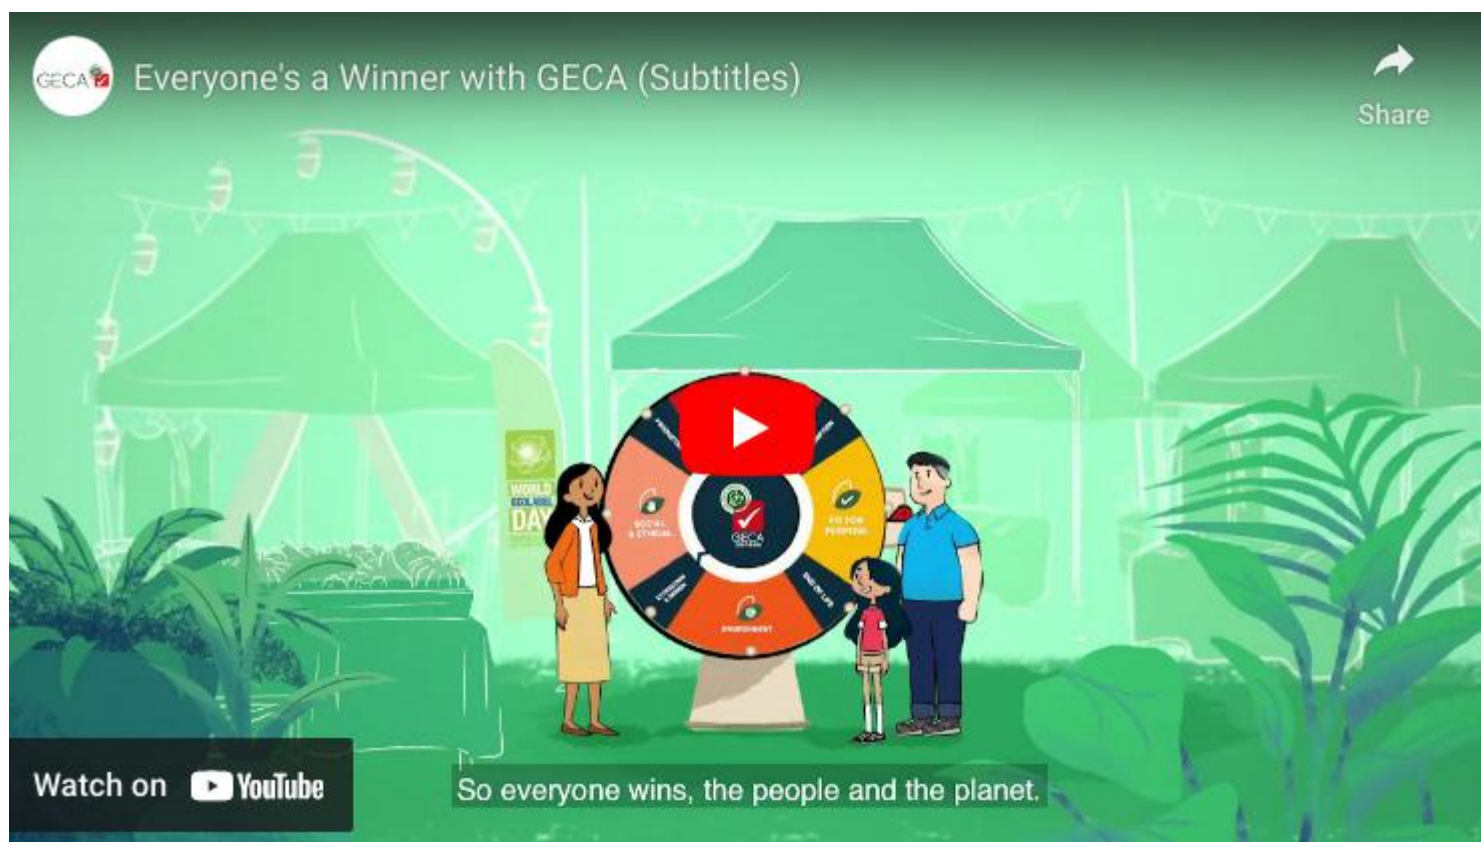 GECA
Everyone's a Winner with GECA (Subtitles)
Share
WORLD
ECOLABEL
DAY
SOCIAL
& ETHICAL
FIT FOR
PURPOSE
GECA
END OF LIFE
ENVIRONMENT
Watch on YouTube
So everyone wins, the people and the planet.